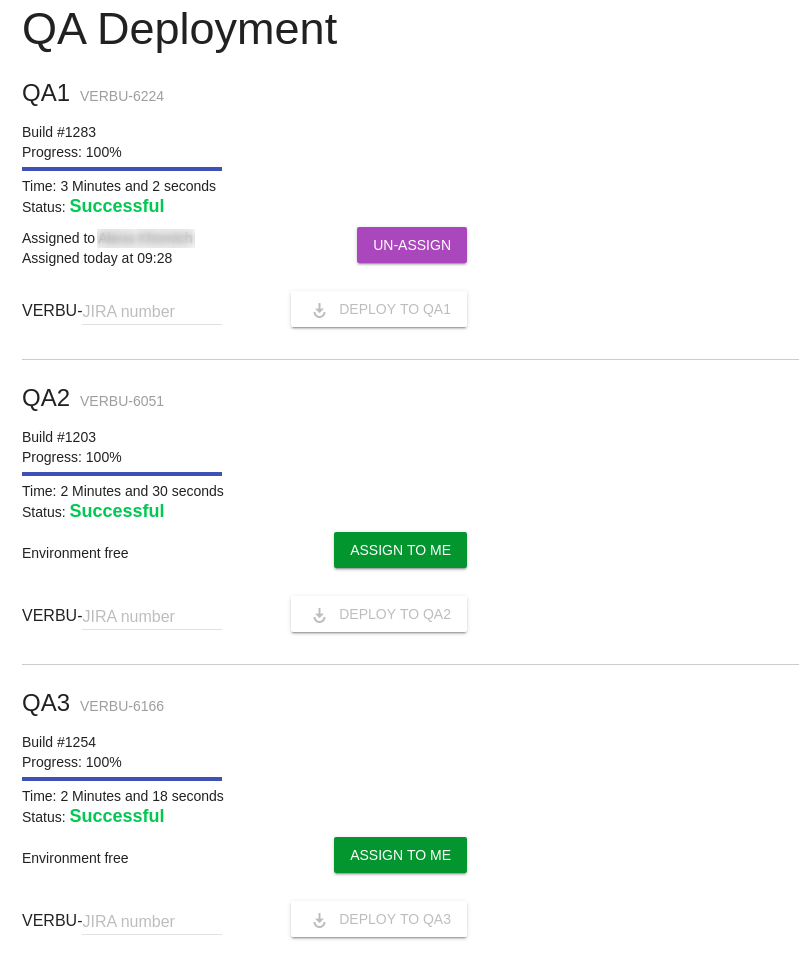 QA Deployment
QA1 VERBU-6224
Build #1283
Progress: 100%
Time: 3 Minutes and 2 seconds
Status: Successful
Assigned to
Assigned today at 09:28
UN-ASSIGN
VERBU-JIRA number
DEPLOY TO QA1
QA2 VERBU-6051
Build #1203
Progress: 100%
Time: 2 Minutes and 30 seconds
Status: Successful
Environment free
ASSIGN TO ME
VERBU-JIRA number
DEPLOY TO QA2
QA3 VERBU-6166
Build #1254
Progress: 100%
Time: 2 Minutes and 18 seconds
Status: Successful
Environment free
ASSIGN TO ME
VERBU-JIRA number
DEPLOY TO QA3